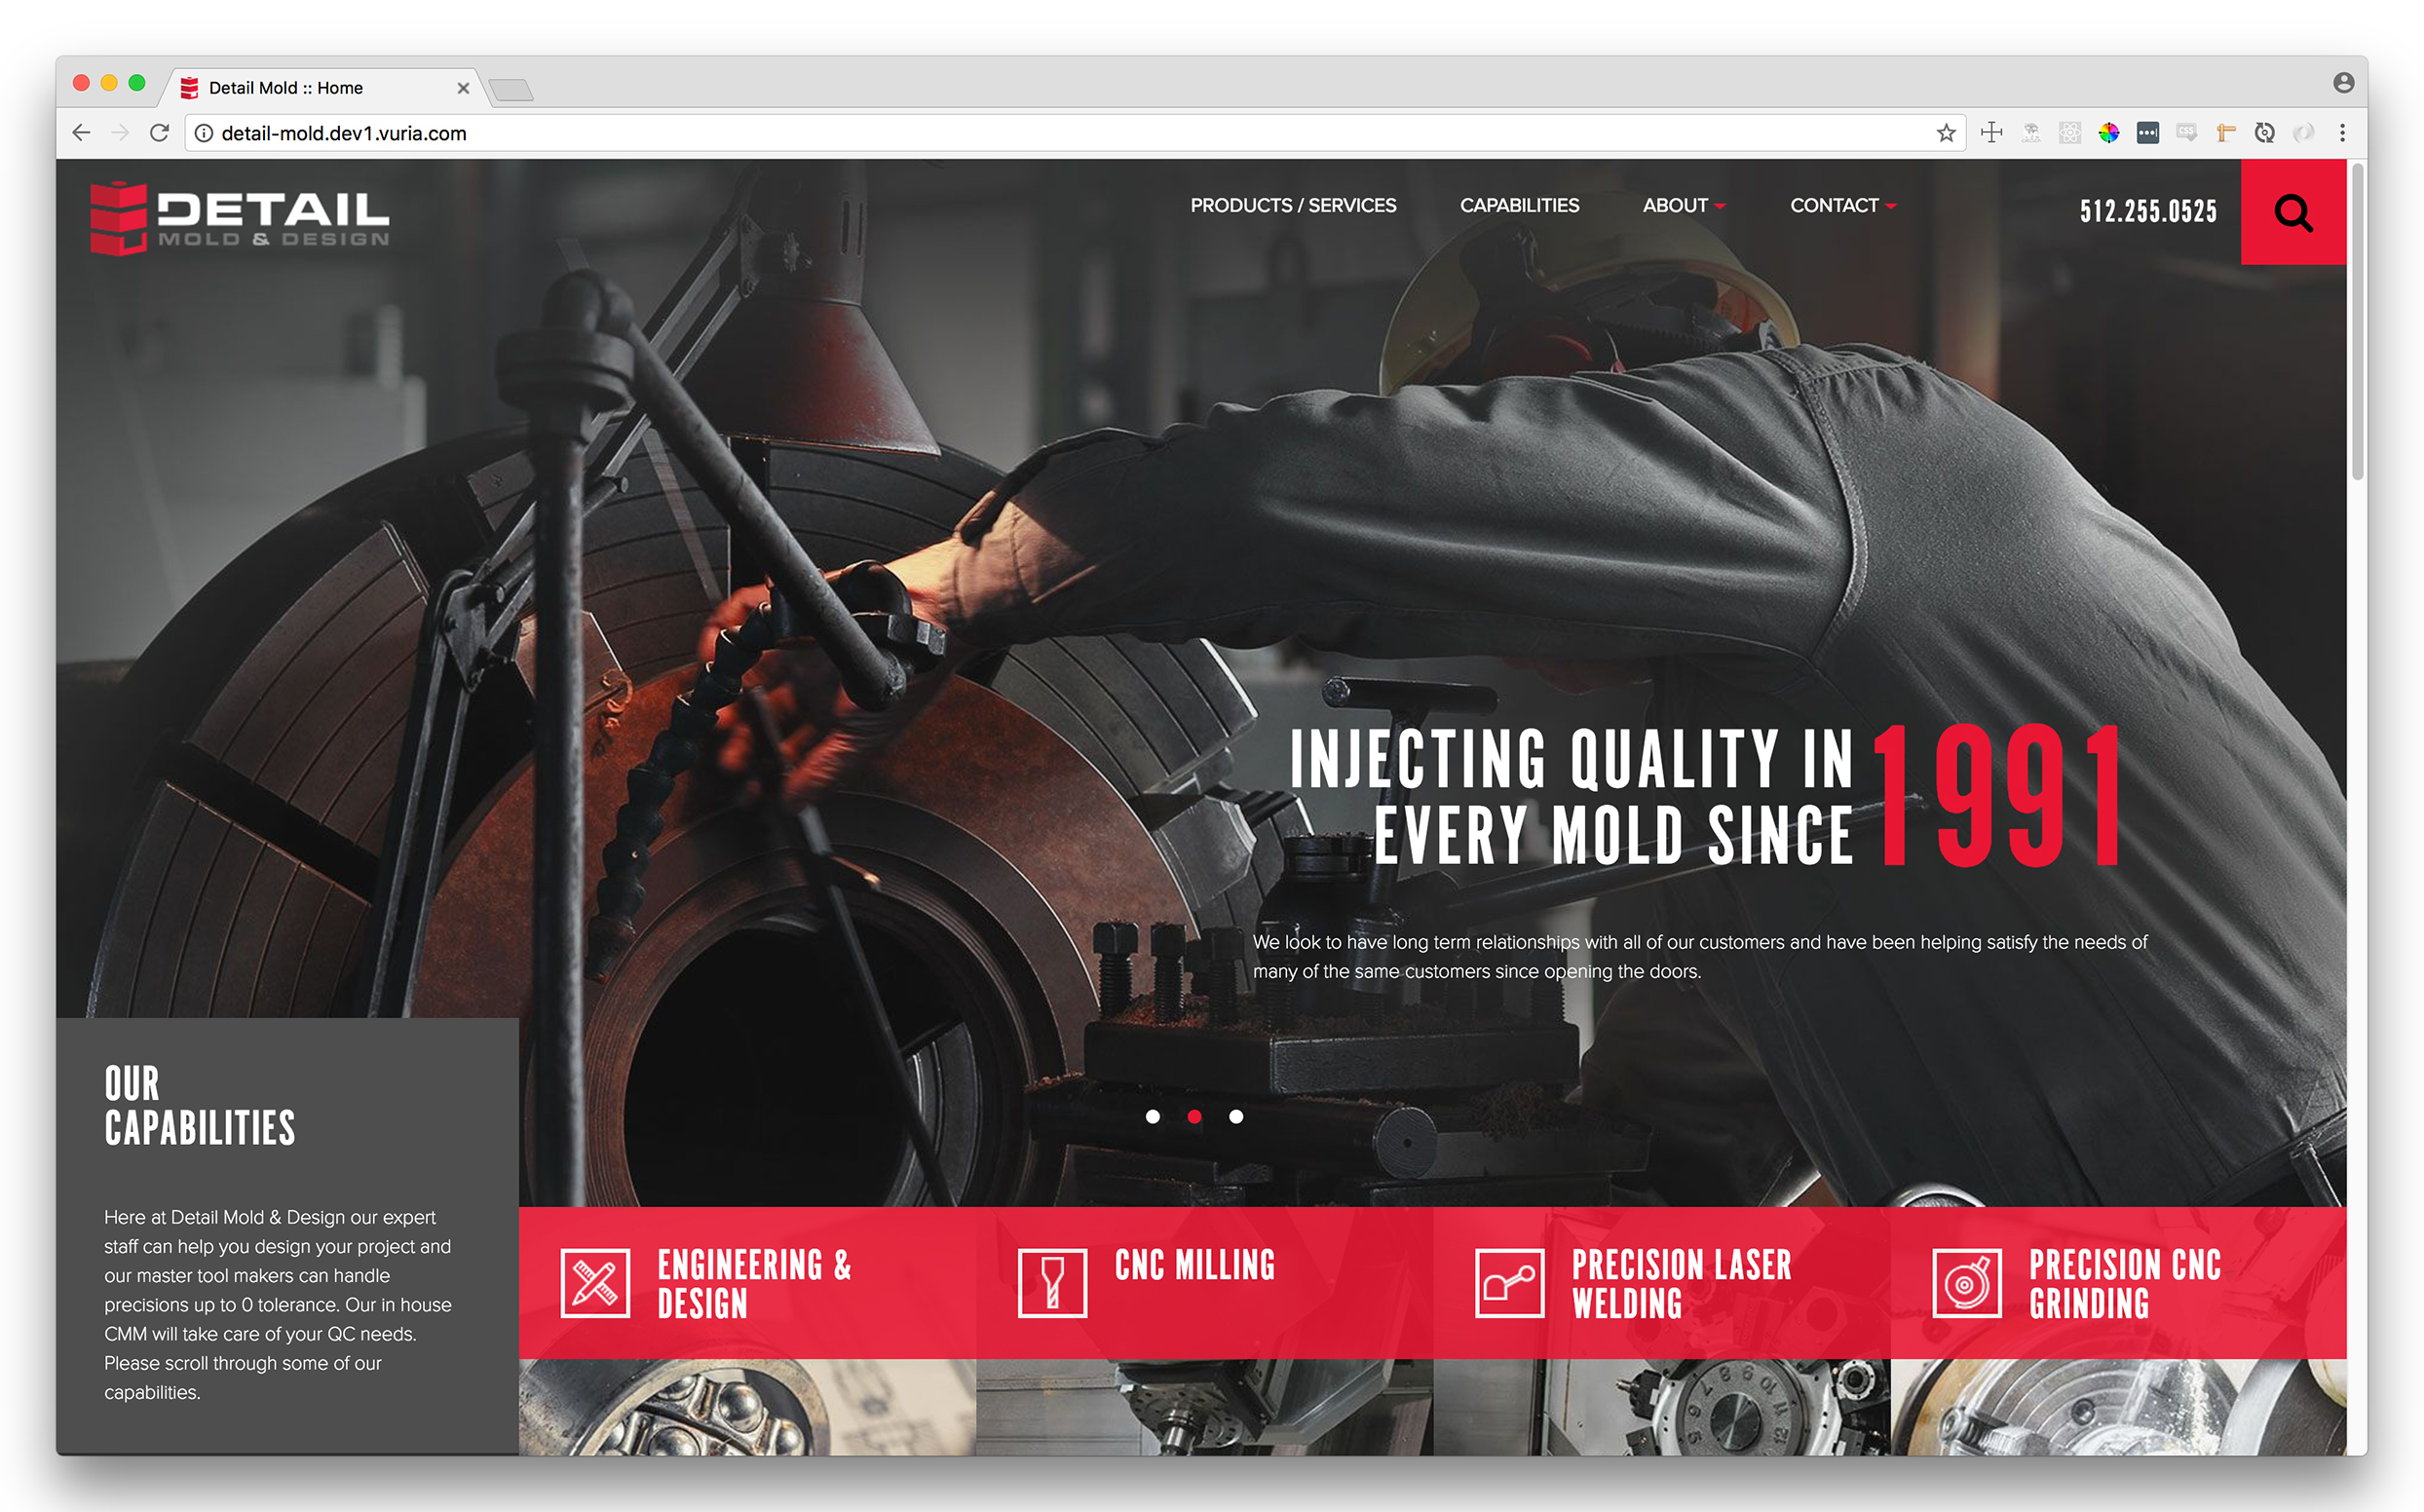 Detail Mold :: Home
detail-mold.dev1.vuria.com
DETAIL
MOLD & DESIGN
PRODUCTS / SERVICES
CAPABILITIES
ABOUT
CONTACT
512.255.0525
INJECTING QUALITY IN
EVERY MOLD SINCE
1991
We look to have long term relationships with all of our customers and have been helping satisfy the needs of
many of the same customers since opening the doors.
OUR
CAPABILITIES
Here at Detail Mold & Design our expert
staff can help you design your project and
our master tool makers can handle
precisions up to 0 tolerance. Our in house
CMM will take care of your QC needs.
Please scroll through some of our
capabilities.
ENGINEERING &
DESIGN
CNC MILLING
PRECISION LASER
WELDING
PRECISION CNC
GRINDING